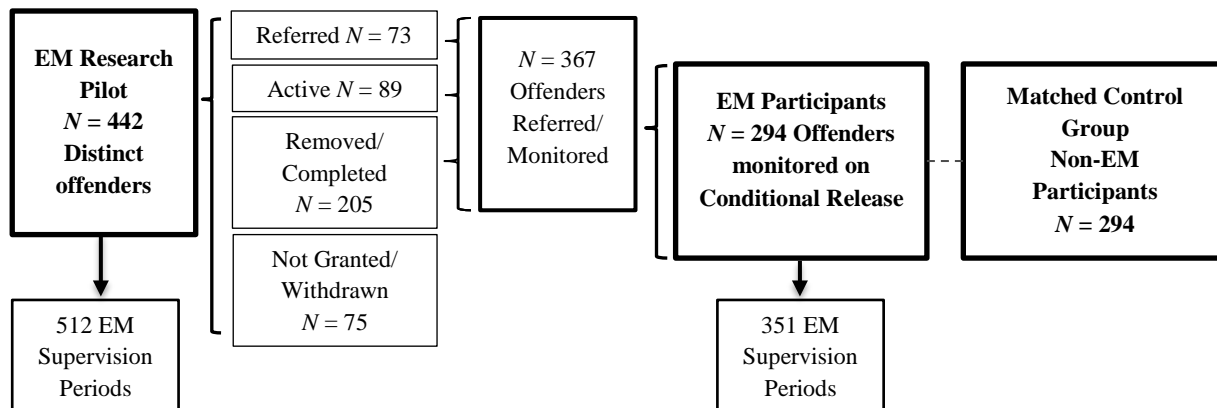 EM Research
Pilot
N = 442
Distinct
offenders
512 EM
Supervision
Periods
Referred N = 73
Active N = 89
Removed/
Completed
N = 205
Not Granted/
Withdrawn
N = 75
N = 367
Offenders
Referred/
Monitored
EM Participants
N = 294 Offenders
monitored on
Conditional Release
351 EM
Supervision
Periods
Matched Control
Group
Non-EM
Participants
N = 294